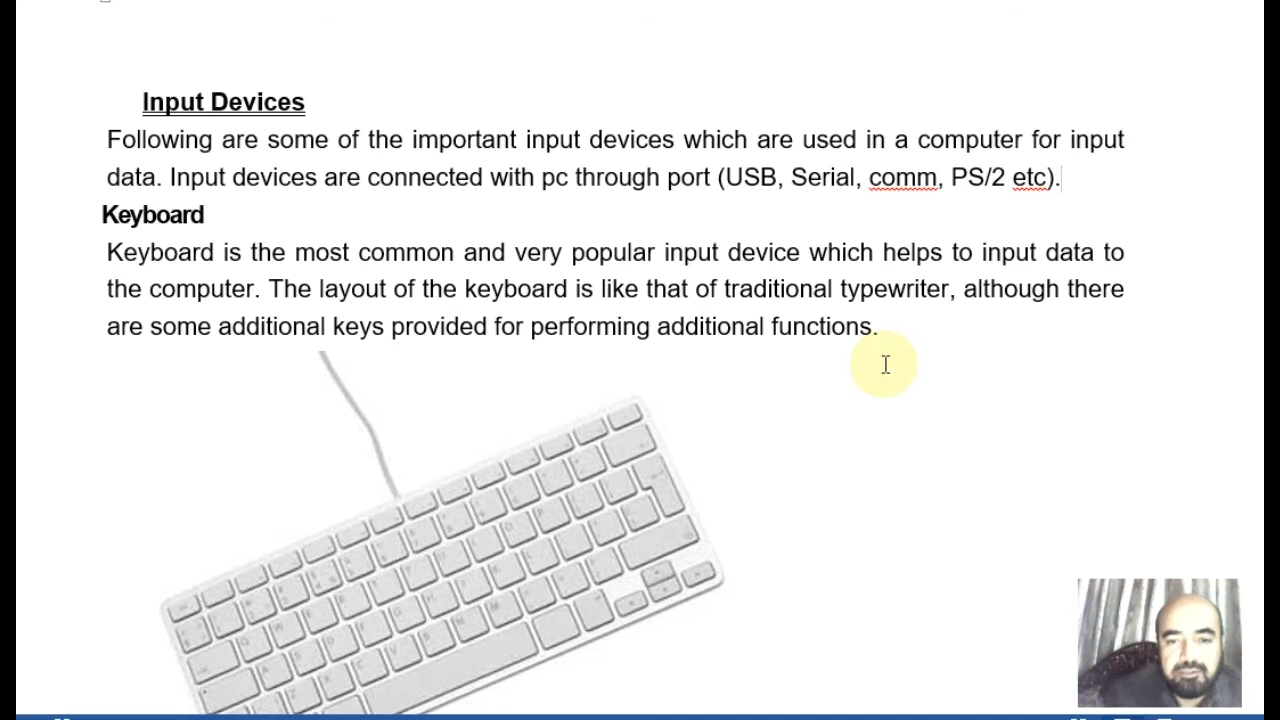 Input Devices
Following are some of the important input devices which are used in a computer for input
data. Input devices are connected with pc through port (USB, Serial, comm, PS/2 etc).
Keyboard
Keyboard is the most common and very popular input device which helps to input data to
the computer. The layout of the keyboard is like that of traditional typewriter, although there
are some additional keys provided for performing additional functions.